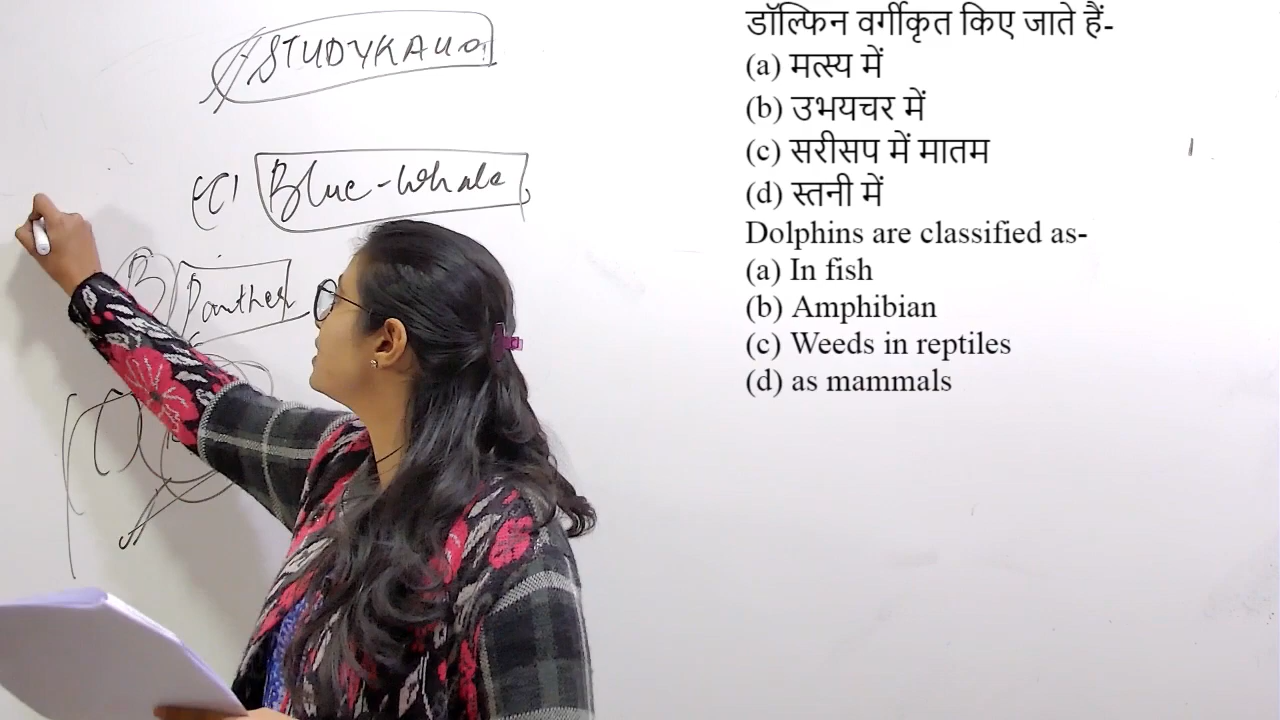 #STUDYKAUO
(C) Blue-Whale
(B) Panther
डॉल्फिन वर्गीकृत किए जाते हैं-
(a) मत्स्य में
(b) उभयचर में
(c) सरीसप में मातम
(d) स्तनी में
Dolphins are classified as-
(a) In fish
(b) Amphibian
(c) Weeds in reptiles
(d) as mammals